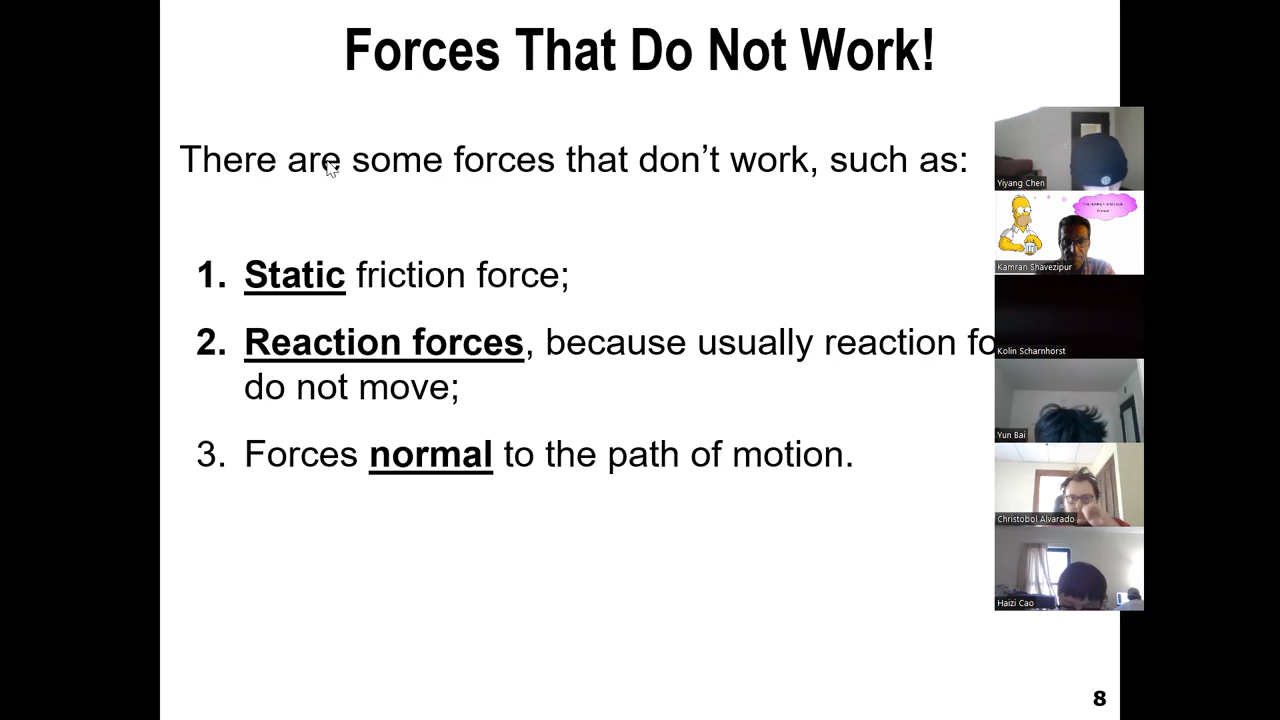 Forces That Do Not Work!
There are some forces that don’t work, such as:
1. Static friction force;
2. Reaction forces, because usually reaction fo
do not move;
3. Forces normal to the path of motion.
Yiyang Chen
Kamran Shavezipur
Kolin Scharnhorst
Yun Bai
Christobol Alvarado
Haizi Cao
8